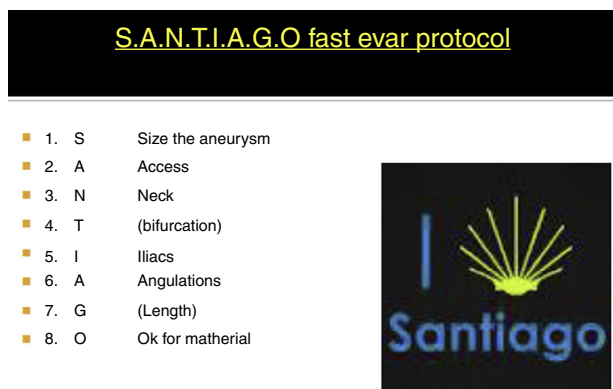 S.A.N.T.I.A.G.O fast evar protocol
1. S Size the aneurysm
2. A Access
3. N Neck
4. T (bifurcation)
5. I Iliacs
6. A Angulations
7. G (Length)
8. O Ok for matherial
I
Santiago